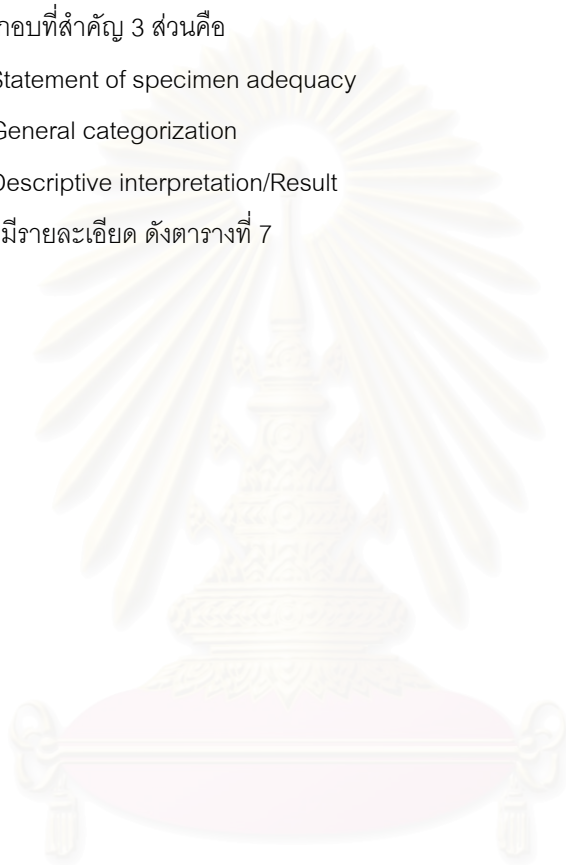 กอบที่สำคัญ 3 ส่วนคือ
Statement of specimen adequacy
General categorization
Descriptive interpretation/Result
มีรายละเอียด ดังตารางที่ 7